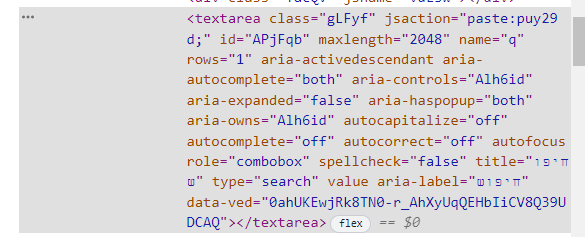 <textarea class="gLFyf" jsaction="paste:puy29
d;" id="APjFqb" maxlength="2048" name="q"
rows="1" aria-activedescendant aria-
autocomplete="both" aria-controls="Alh6id"
aria-expanded="false" aria-haspopup="both"
aria-owns="Alh6id" autocapitalize="off"
autocomplete="off" autocorrect="off" autofocus
role="combobox" spellcheck="false" title="חיפו
ש" type="search" value aria-label="חיפוש"
data-ved="0ahUKEwjRk8TN0-r_AhXyUqQEHbIiCV8Q39U
DCAQ"></textarea> flex == $0